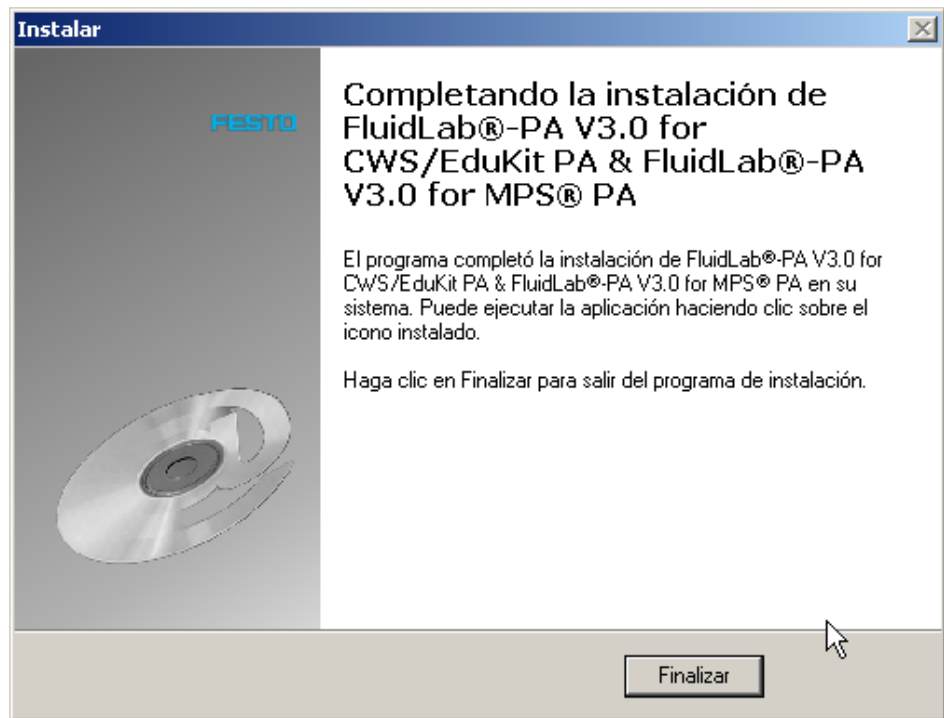 Instalar
FESTO
Completando la instalación de
FluidLab®-PA V3.0 for
CWS/EduKit PA & FluidLab®-PA
V3.0 for MPS® PA
El programa completó la instalación de FluidLab®-PA V3.0 for
CWS/EduKit PA & FluidLab®-PA V3.0 for MPS® PA en su
sistema. Puede ejecutar la aplicación haciendo clic sobre el
icono instalado.
Haga clic en Finalizar para salir del programa de instalación.
Finalizar